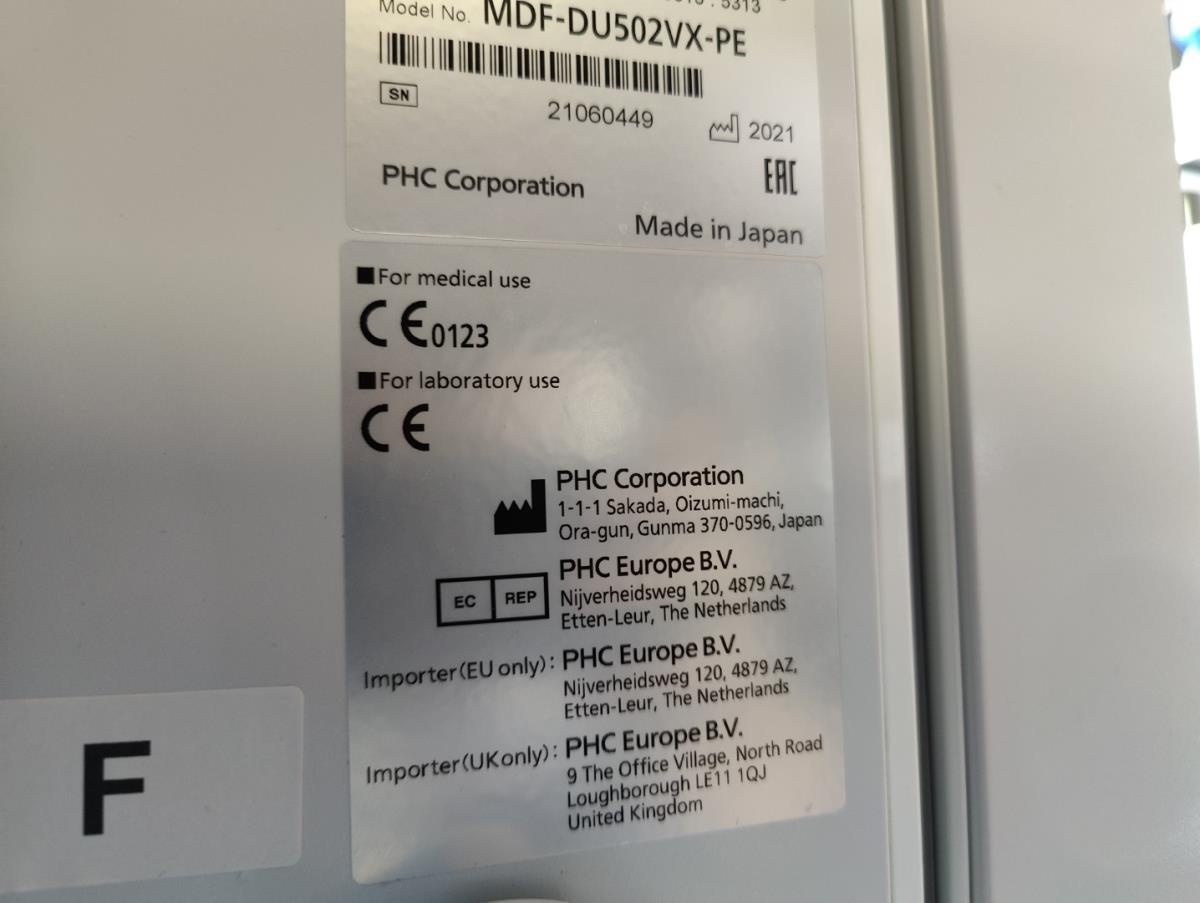 Model No. MDF-DU502VX-PE
SN
21060449
2021
PHC Corporation
EAC
Made in Japan
■For medical use
CE0123
■For laboratory use
CE
PHC Corporation
1-1-1 Sakada, Oizumi-machi,
Ora-gun, Gunma 370-0596, Japan
EC REP
PHC Europe B.V.
Nijverheidsweg 120, 4879 AZ,
Etten-Leur, The Netherlands
Importer(EU only): PHC Europe B.V.
Nijverheidsweg 120, 4879 AZ,
Etten-Leur, The Netherlands
Importer(UK only): PHC Europe B.V.
9 The Office Village, North Road
Loughborough LE11 1QJ
United Kingdom
F